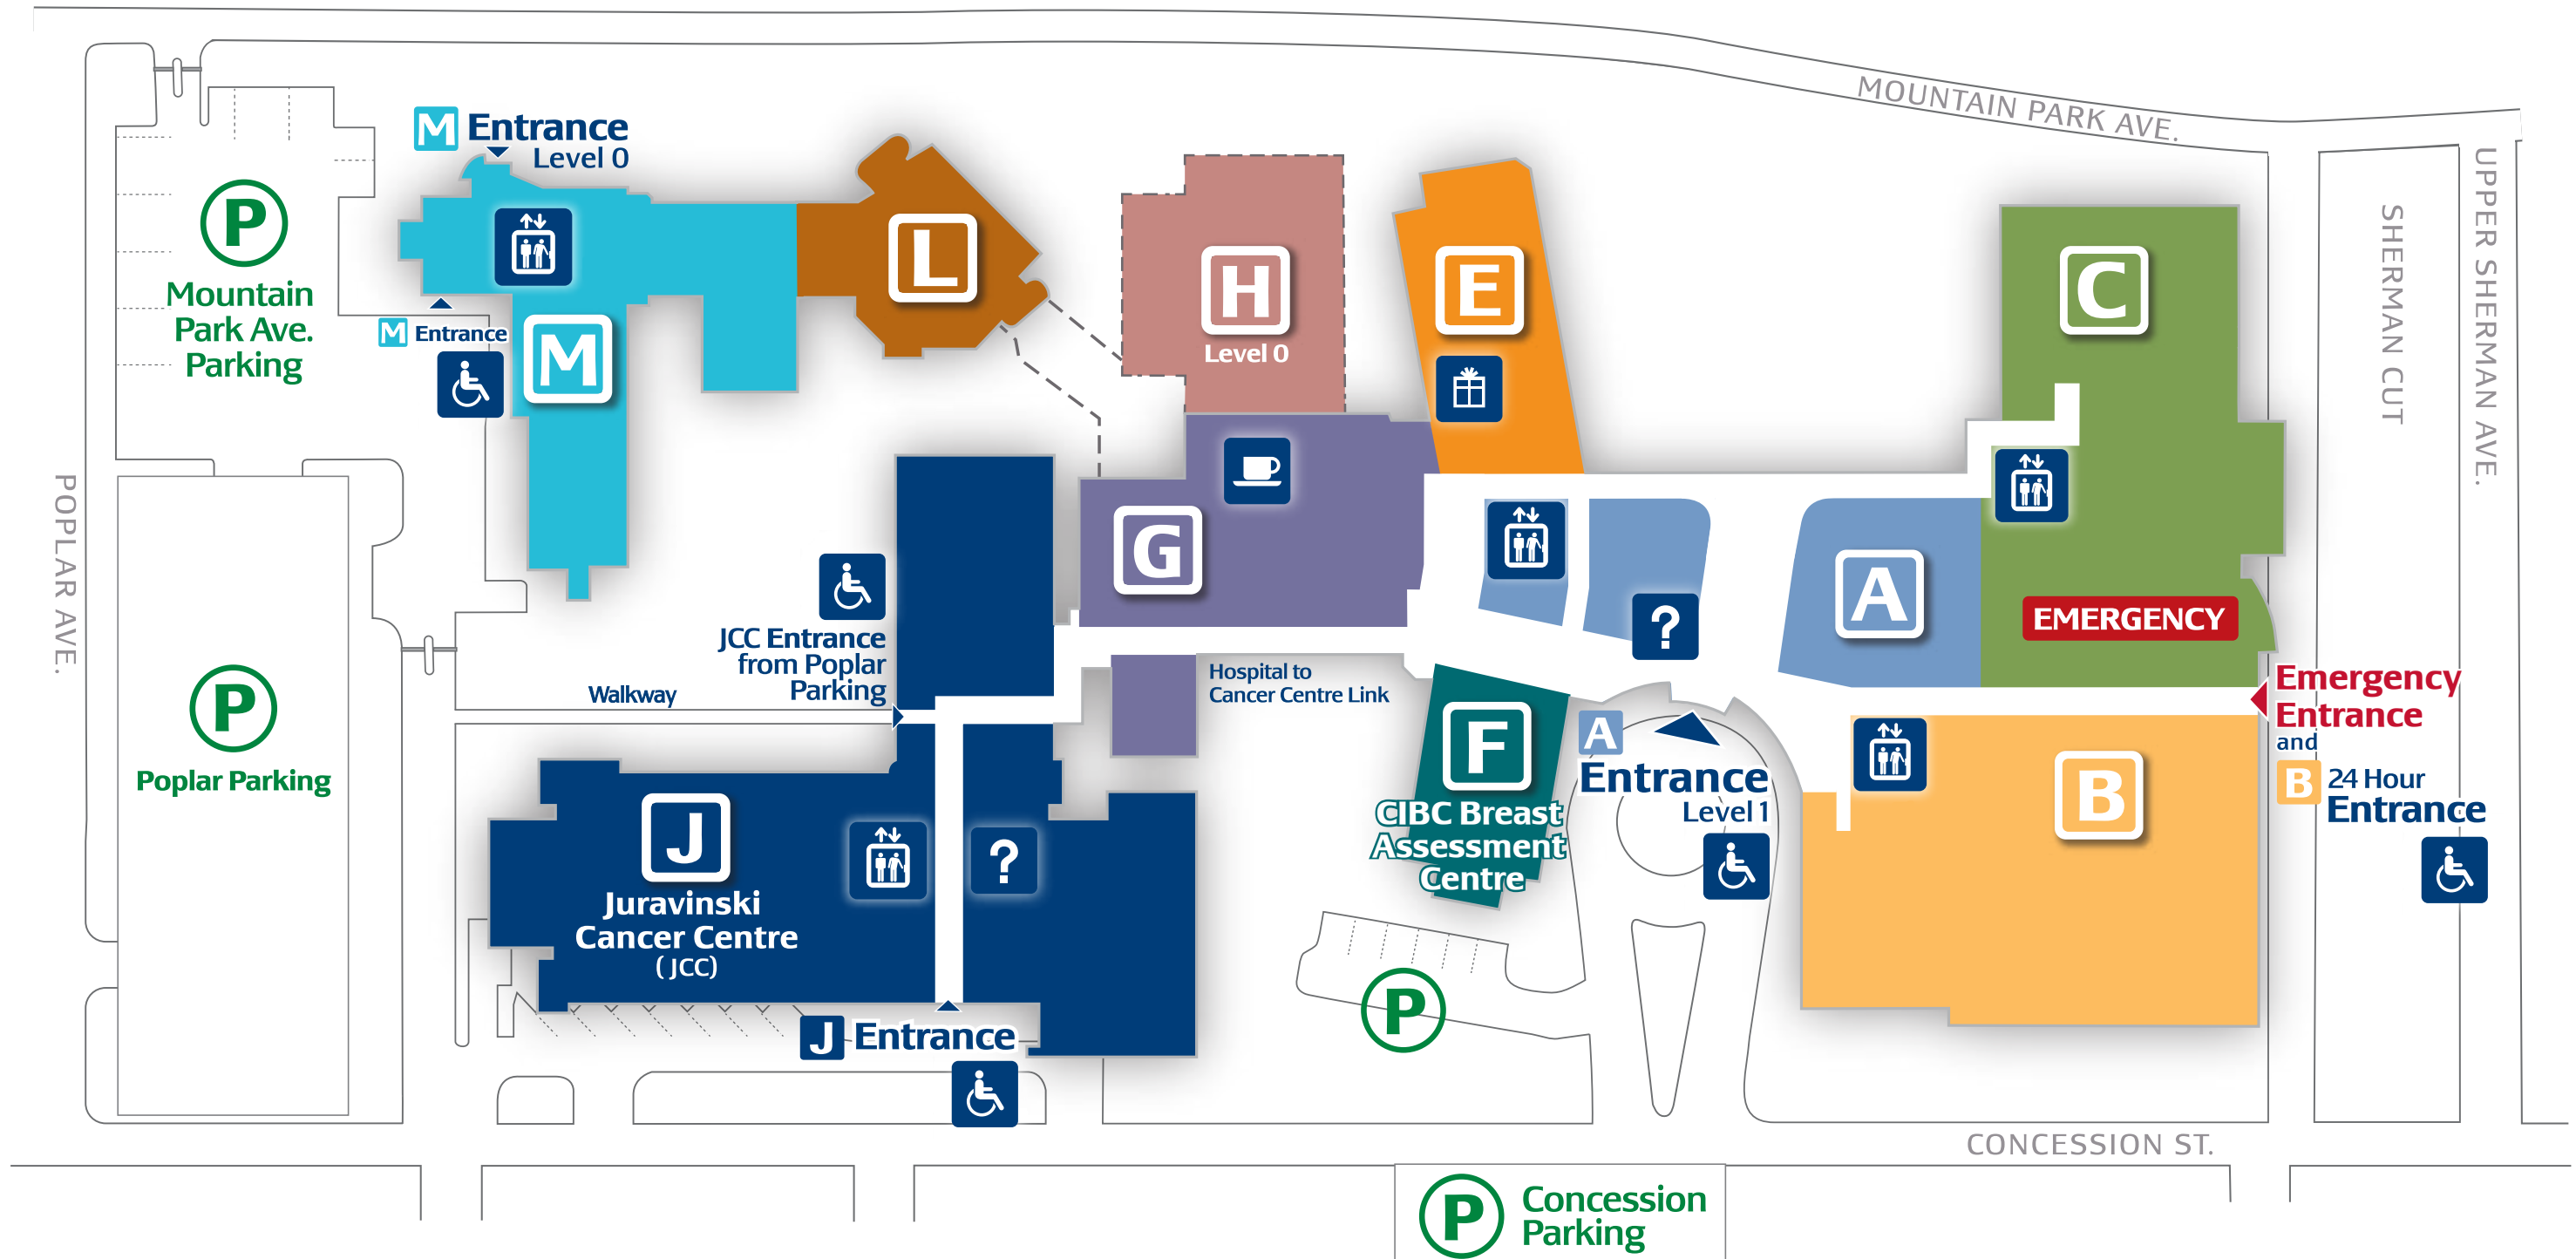 MOUNTAIN PARK AVE.
M Entrance
Level 0
P
Mountain
Park Ave.
Parking
M Entrance
M
L
H
Level 0
E
C
SHERMAN CUT
UPPER SHERMAN AVE.
POPLAR AVE.
G
A
?
EMERGENCY
JCC Entrance
from Poplar
Parking
Walkway
Hospital to
Cancer Centre Link
P
Poplar Parking
F
CIBC Breast
Assessment
Centre
A
Entrance
Level 1
B
Emergency
Entrance
and
B 24 Hour
Entrance
J
Juravinski
Cancer Centre
(JCC)
?
J Entrance
P
CONCESSION ST.
P
Concession
Parking